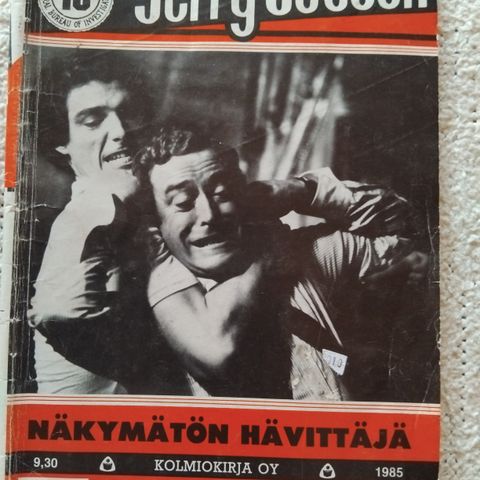 Jerry Cotton
NÄKYMÄTÖN HÄVITTÄJÄ
9,30 KOLMIOKIRJA OY 1985